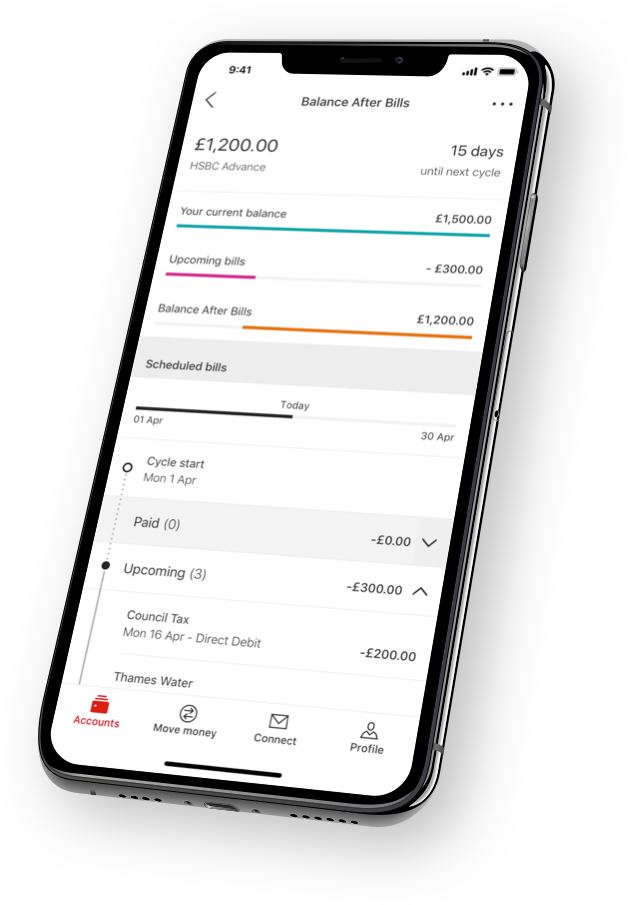 9:41
Balance After Bills
£1,200.00
15 days
HSBC Advance
until next cycle
Your current balance
£1,500.00
Upcoming bills
- £300.00
Balance After Bills
£1,200.00
Scheduled bills
Today
01 Apr
30 Apr
Cycle start
Mon 1 Apr
Paid (0)
-£0.00
Upcoming (3)
-£300.00
Council Tax
Mon 16 Apr - Direct Debit
-£200.00
Thames Water
Accounts
Move money
Connect
Profile